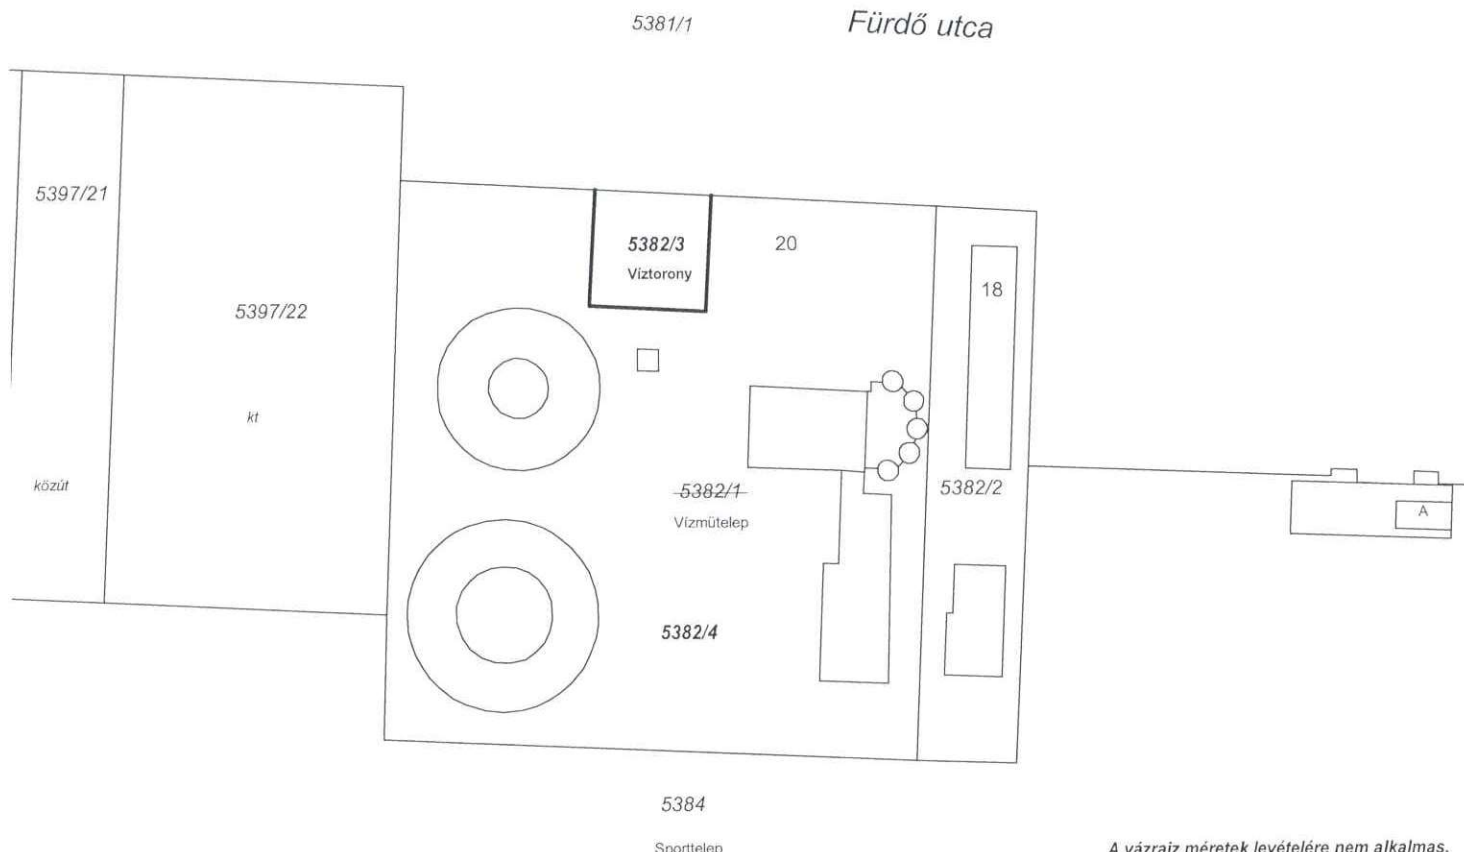 5381/1
Fürdő utca
5397/21
5382/3
Víztorony
20
18
5397/22
kt
közút
5382/1
Vízmütelep
5382/2
A
5382/4
5384
Sporttelep
A vázrajz méretek levételére nem alkalmas.